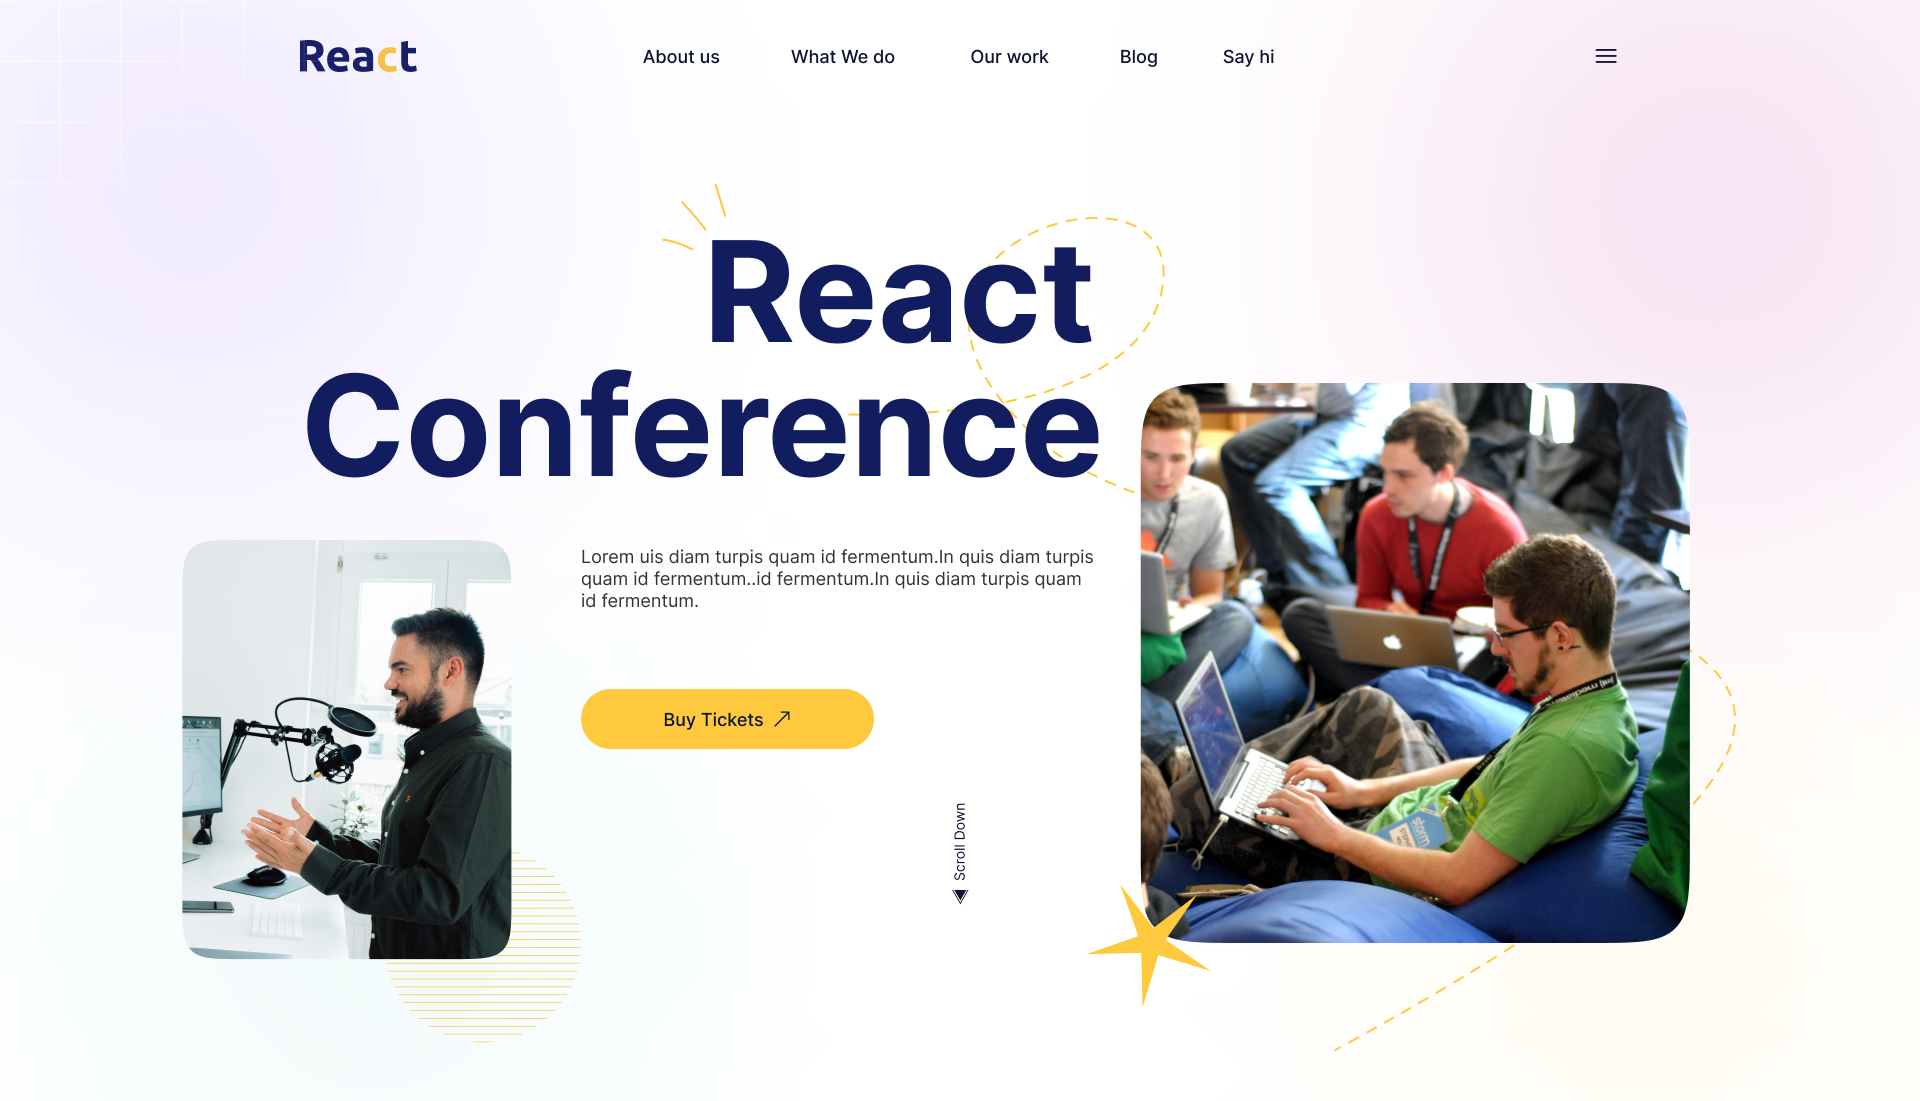 React
About us
What We do
Our work
Blog
Say hi
React
Conference
Lorem uis diam turpis quam id fermentum.In quis diam turpis
quam id fermentum..id fermentum.In quis diam turpis quam
id fermentum.
Buy Tickets
Scroll Down
storm